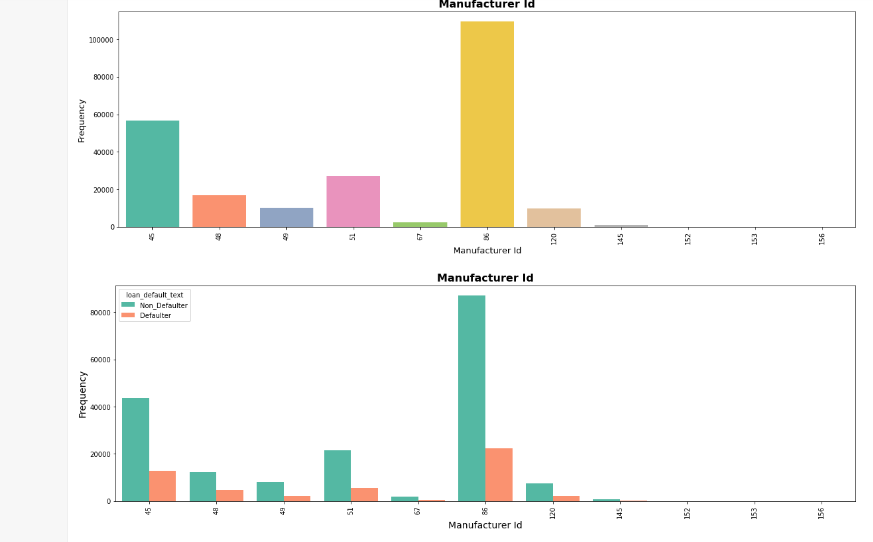 Manufacturer Id
100000
80000
60000
40000
20000
0
Frequency
45 48 49 51 67 86 120 145 152 153 156
Manufacturer Id
Manufacturer Id
loan_default_text
Non_Defaulter
Defaulter
80000
60000
40000
20000
0
Frequency
45 48 49 51 67 86 120 145 152 153 156
Manufacturer Id